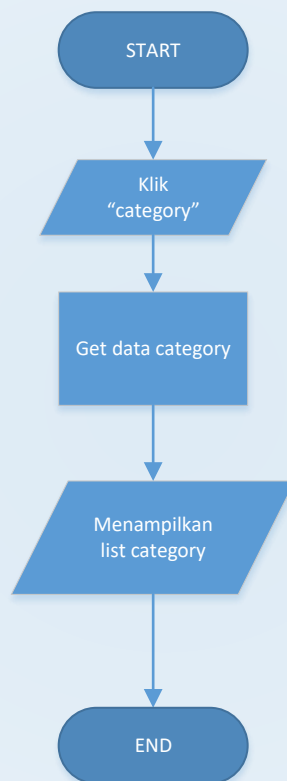 START
Klik
“category”
Get data category
Menampilkan
list category
END